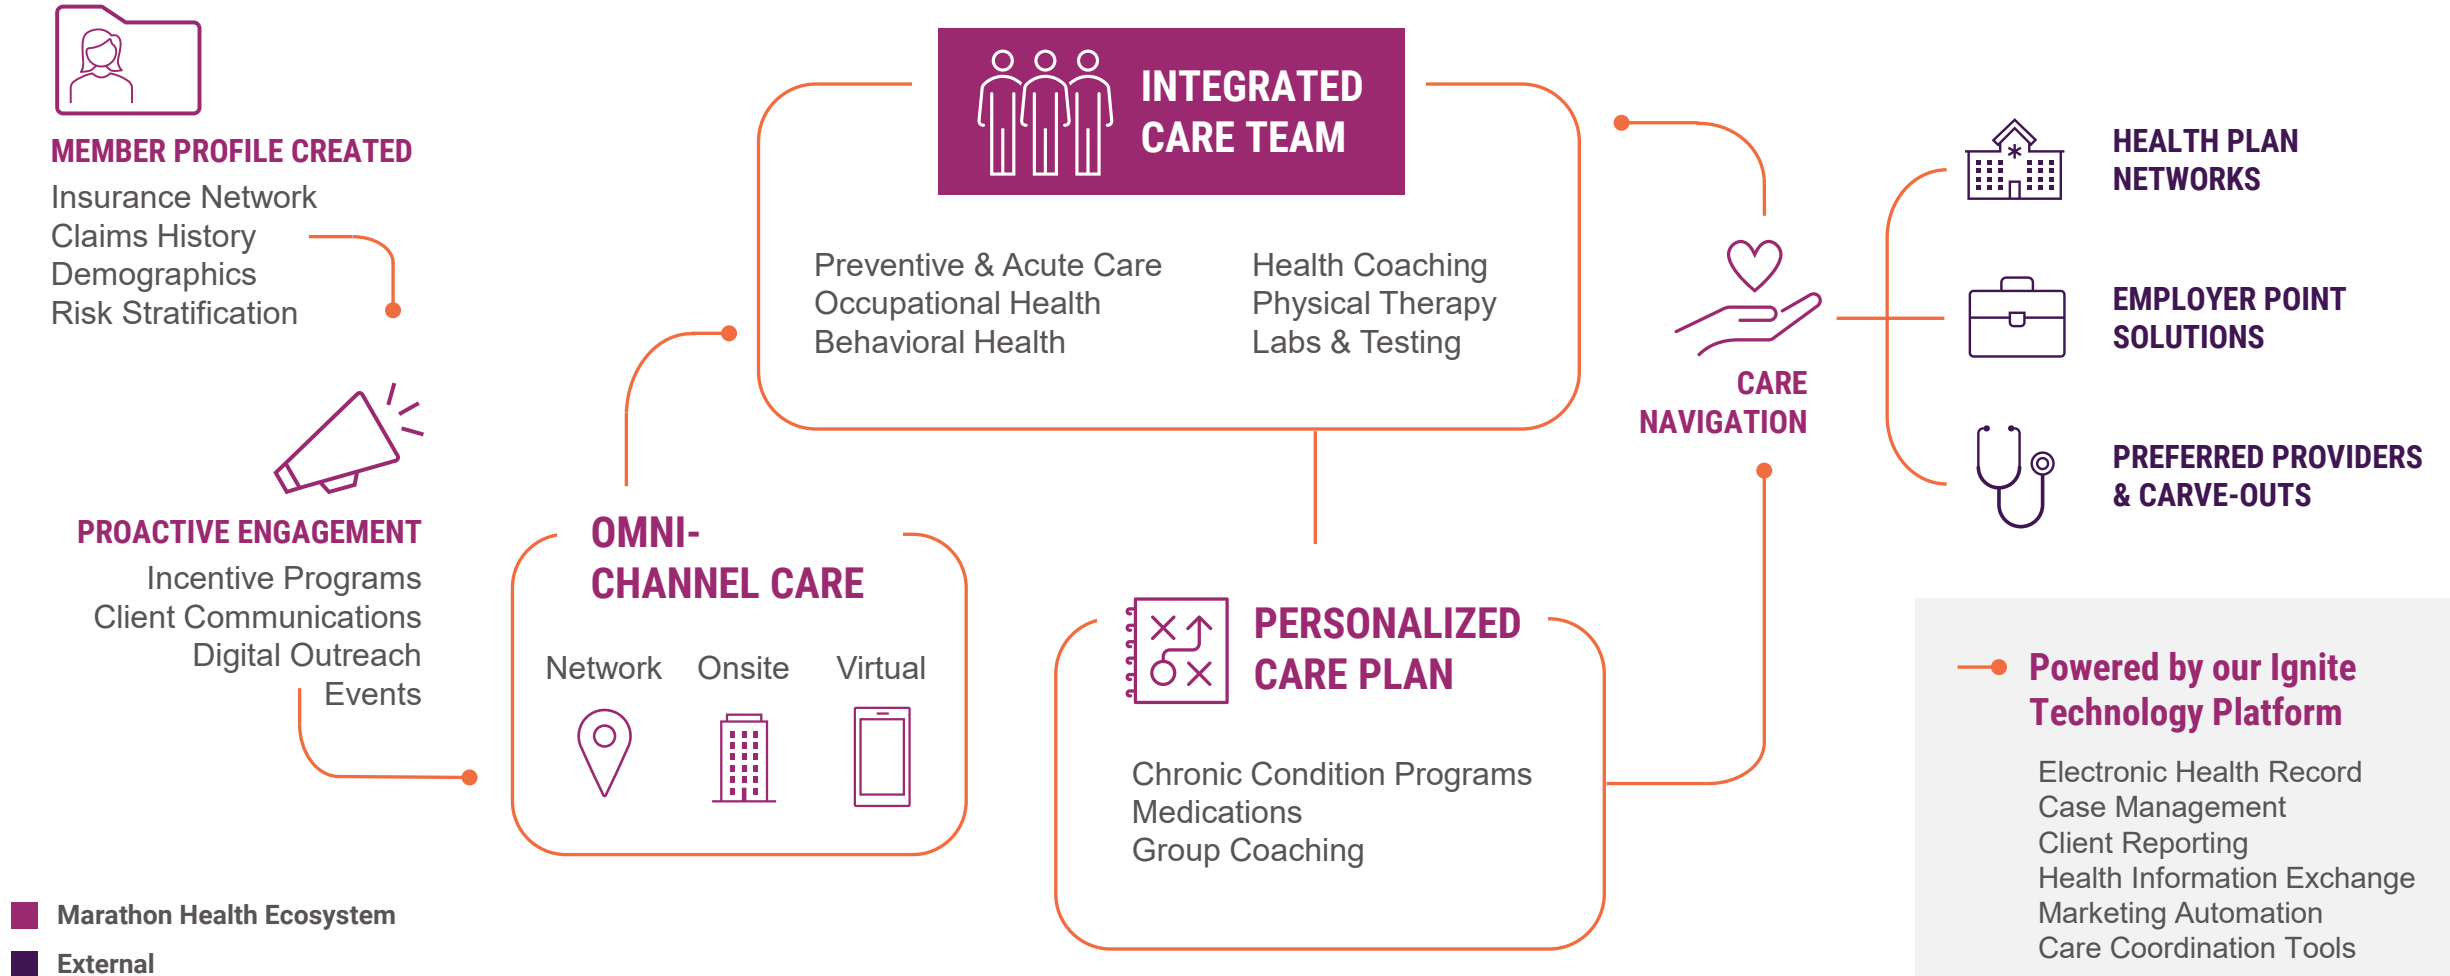 MEMBER PROFILE CREATED
Insurance Network
Claims History
Demographics
Risk Stratification
PROACTIVE ENGAGEMENT
Incentive Programs
Client Communications
Digital Outreach
Events
OMNI-
CHANNEL CARE
Network
Onsite
Virtual
INTEGRATED
CARE TEAM
Preventive & Acute Care
Occupational Health
Behavioral Health
Health Coaching
Physical Therapy
Labs & Testing
PERSONALIZED
CARE PLAN
Chronic Condition Programs
Medications
Group Coaching
CARE
NAVIGATION
HEALTH PLAN
NETWORKS
EMPLOYER POINT
SOLUTIONS
PREFERRED PROVIDERS
& CARVE-OUTS
Powered by our Ignite
Technology Platform
Electronic Health Record
Case Management
Client Reporting
Health Information Exchange
Marketing Automation
Care Coordination Tools
Marathon Health Ecosystem
External